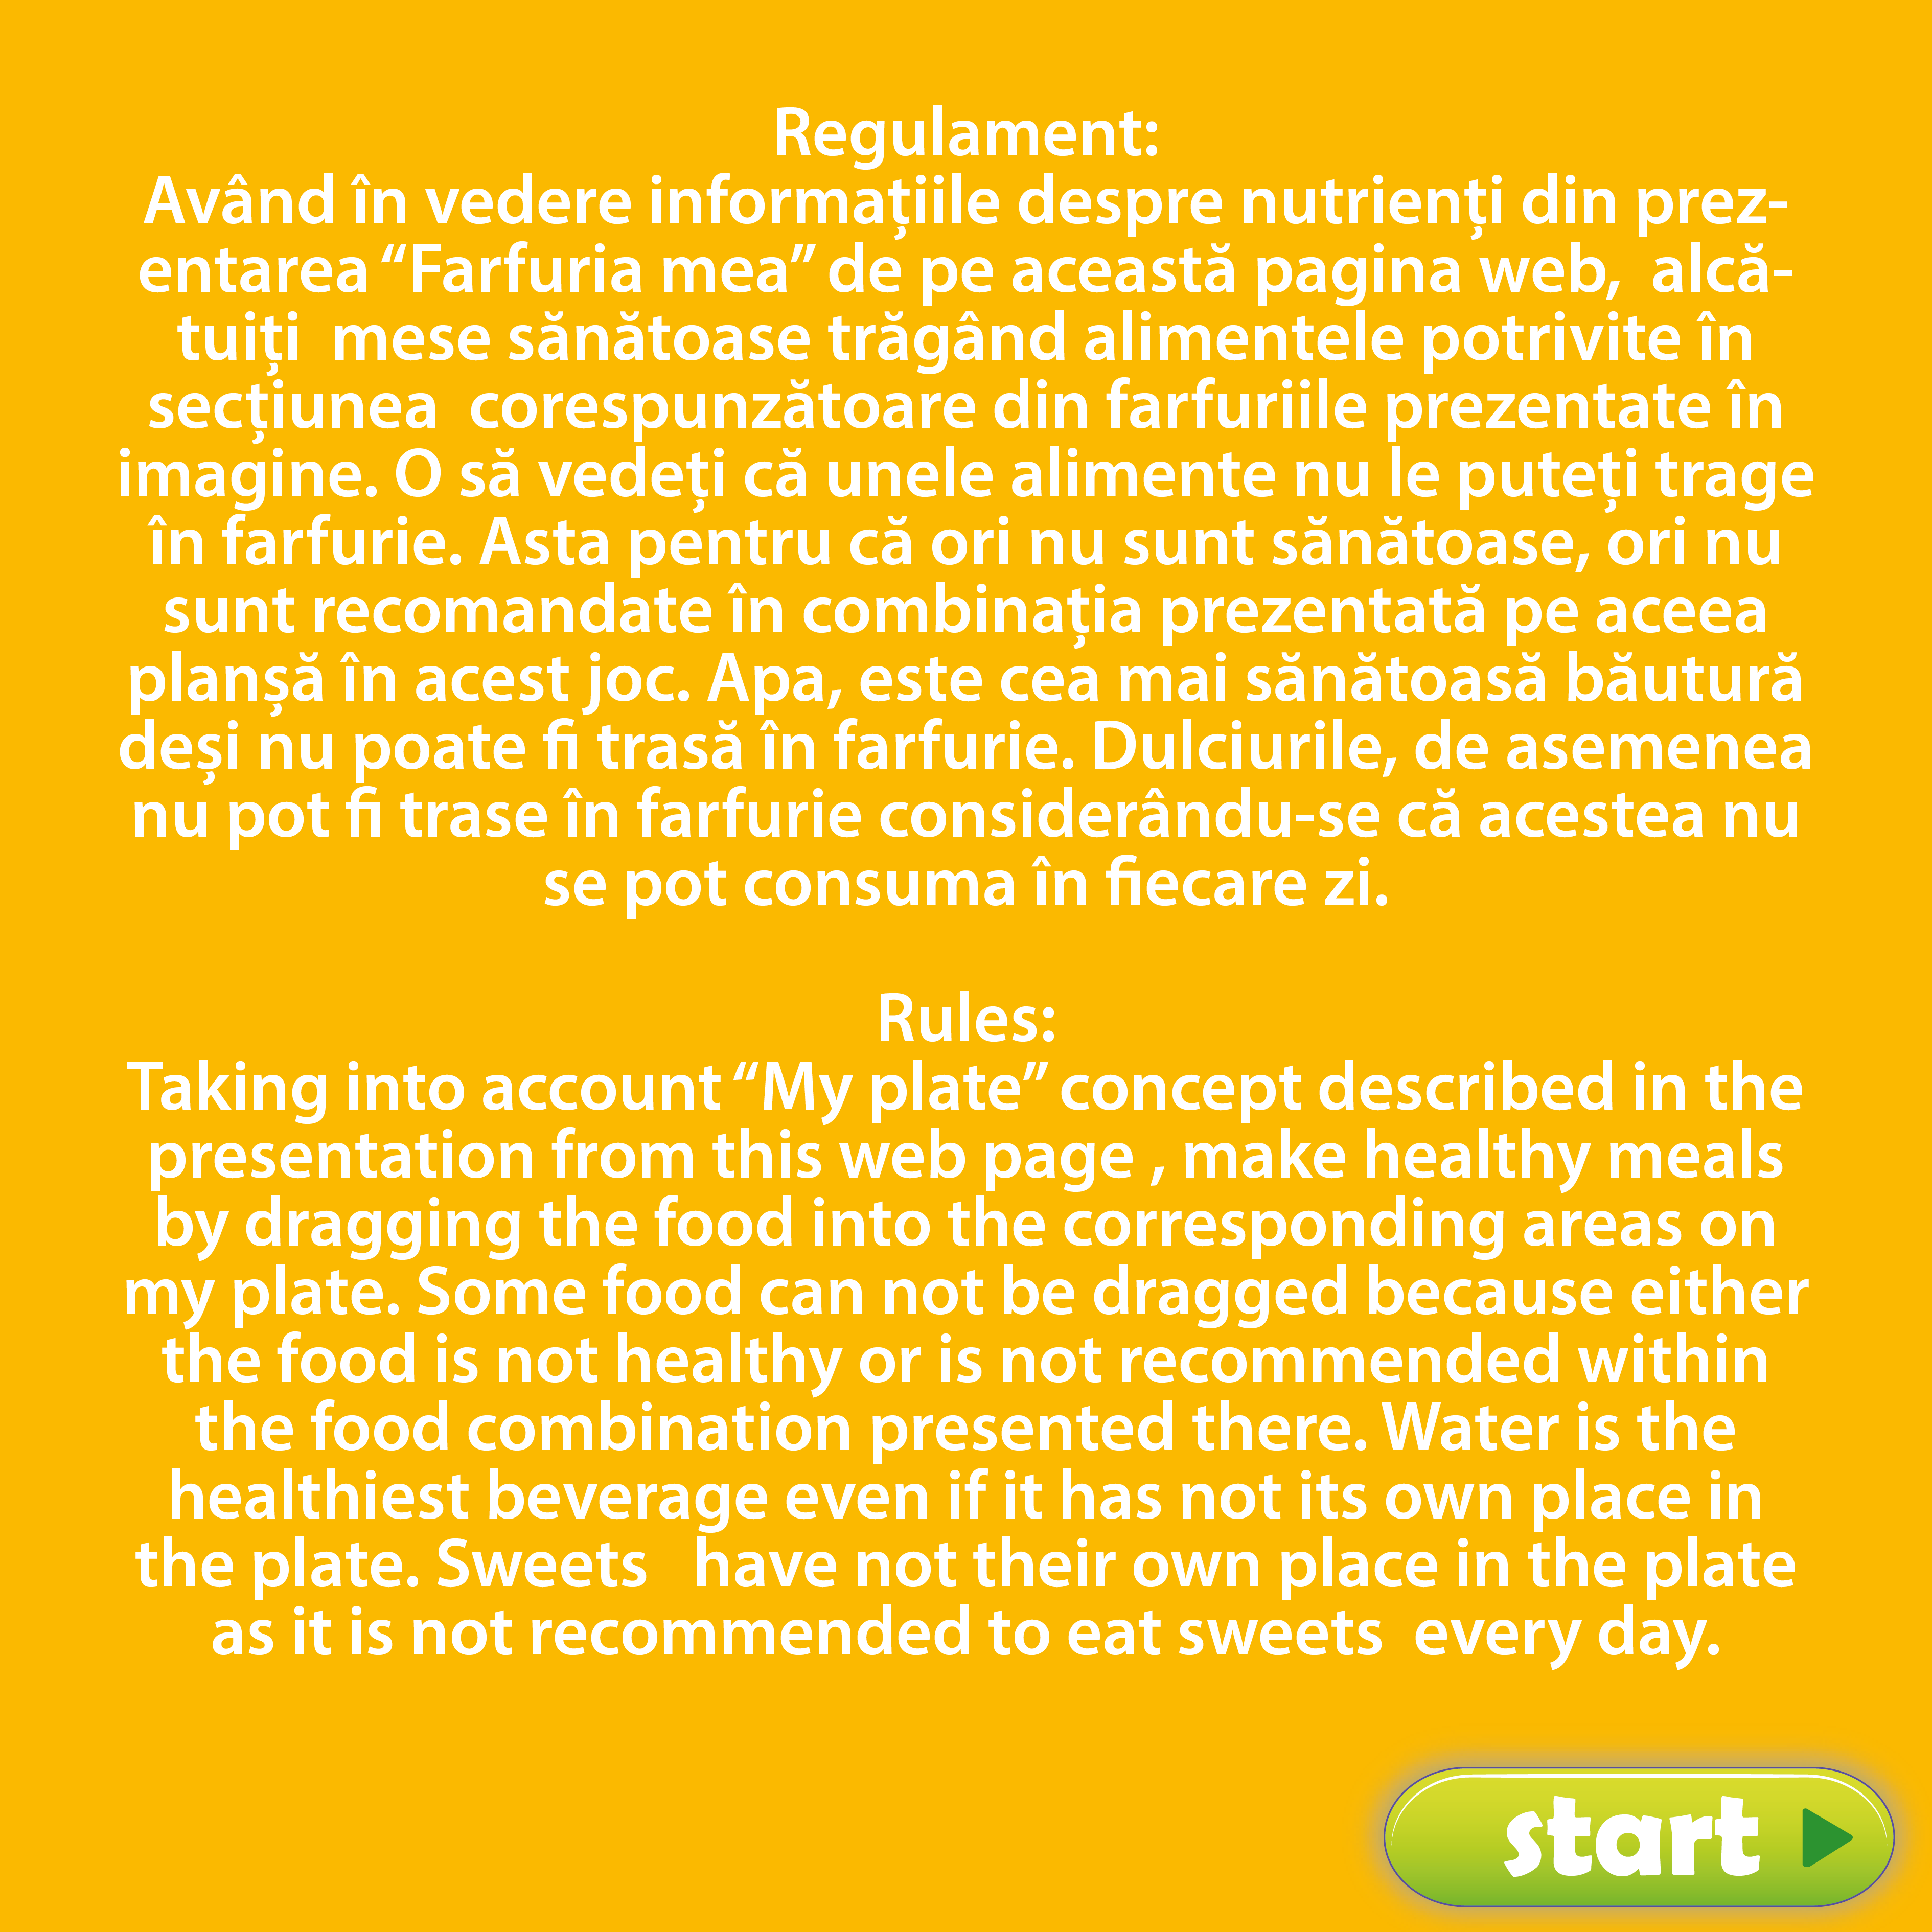 Regulament:
Având în vedere informațiile despre nutrienți din prez-
entarea “Farfuria mea” de pe această pagina web,  alcă-
tuiți  mese sănătoase trăgând alimentele potrivite în
secțiunea  corespunzătoare din farfuriile prezentate în
imagine. O să vedeți că unele alimente nu le puteți trage
în farfurie. Asta pentru că ori nu sunt sănătoase, ori nu
sunt recomandate în combinația prezentată pe aceea
planșă în acest joc. Apa, este cea mai sănătoasă băutură
deși nu poate fi trasă în farfurie. Dulciurile, de asemenea
nu pot fi trase în farfurie considerându-se că acestea nu
se pot consuma în fiecare zi.
Rules:
Taking into account “My plate” concept described in the
presentation from this web page , make healthy meals
by dragging the food into the corresponding areas on
my plate. Some food can not be dragged because either
the food is not healthy or is not recommended within
the food combination presented there. Water is the
healthiest beverage even if it has not its own place in
the plate. Sweets   have not their own place in the plate
as it is not recommended to eat sweets  every day.
start